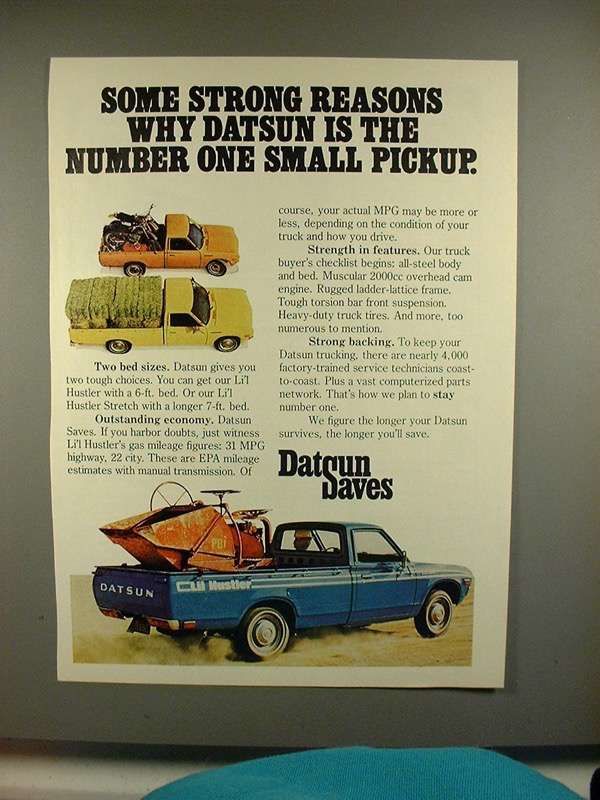 SOME STRONG REASONS
WHY DATSUN IS THE
NUMBER ONE SMALL PICKUP.
Two bed sizes. Datsun gives you
two tough choices. You can get our Li'l
Hustler with a 6-ft. bed. Or our Li'l
Hustler Stretch with a longer 7-ft. bed.
Outstanding economy. Datsun
Saves. If you harbor doubts, just witness
Li'l Hustler's gas mileage figures: 31 MPG
highway, 22 city. These are EPA mileage
estimates with manual transmission. Of
course, your actual MPG may be more or
less, depending on the condition of your
truck and how you drive.
Strength in features. Our truck
buyer's checklist begins: all-steel body
and bed. Muscular 2000cc overhead cam
engine. Rugged ladder-lattice frame.
Tough torsion bar front suspension.
Heavy-duty truck tires. And more, too
numerous to mention.
Strong backing. To keep your
Datsun trucking, there are nearly 4,000
factory-trained service technicians coast-
to-coast. Plus a vast computerized parts
network. That's how we plan to stay
number one.
We figure the longer your Datsun
survives, the longer you'll save.
Datsun
Saves
PBI
DATSUN
Li'l Hustler